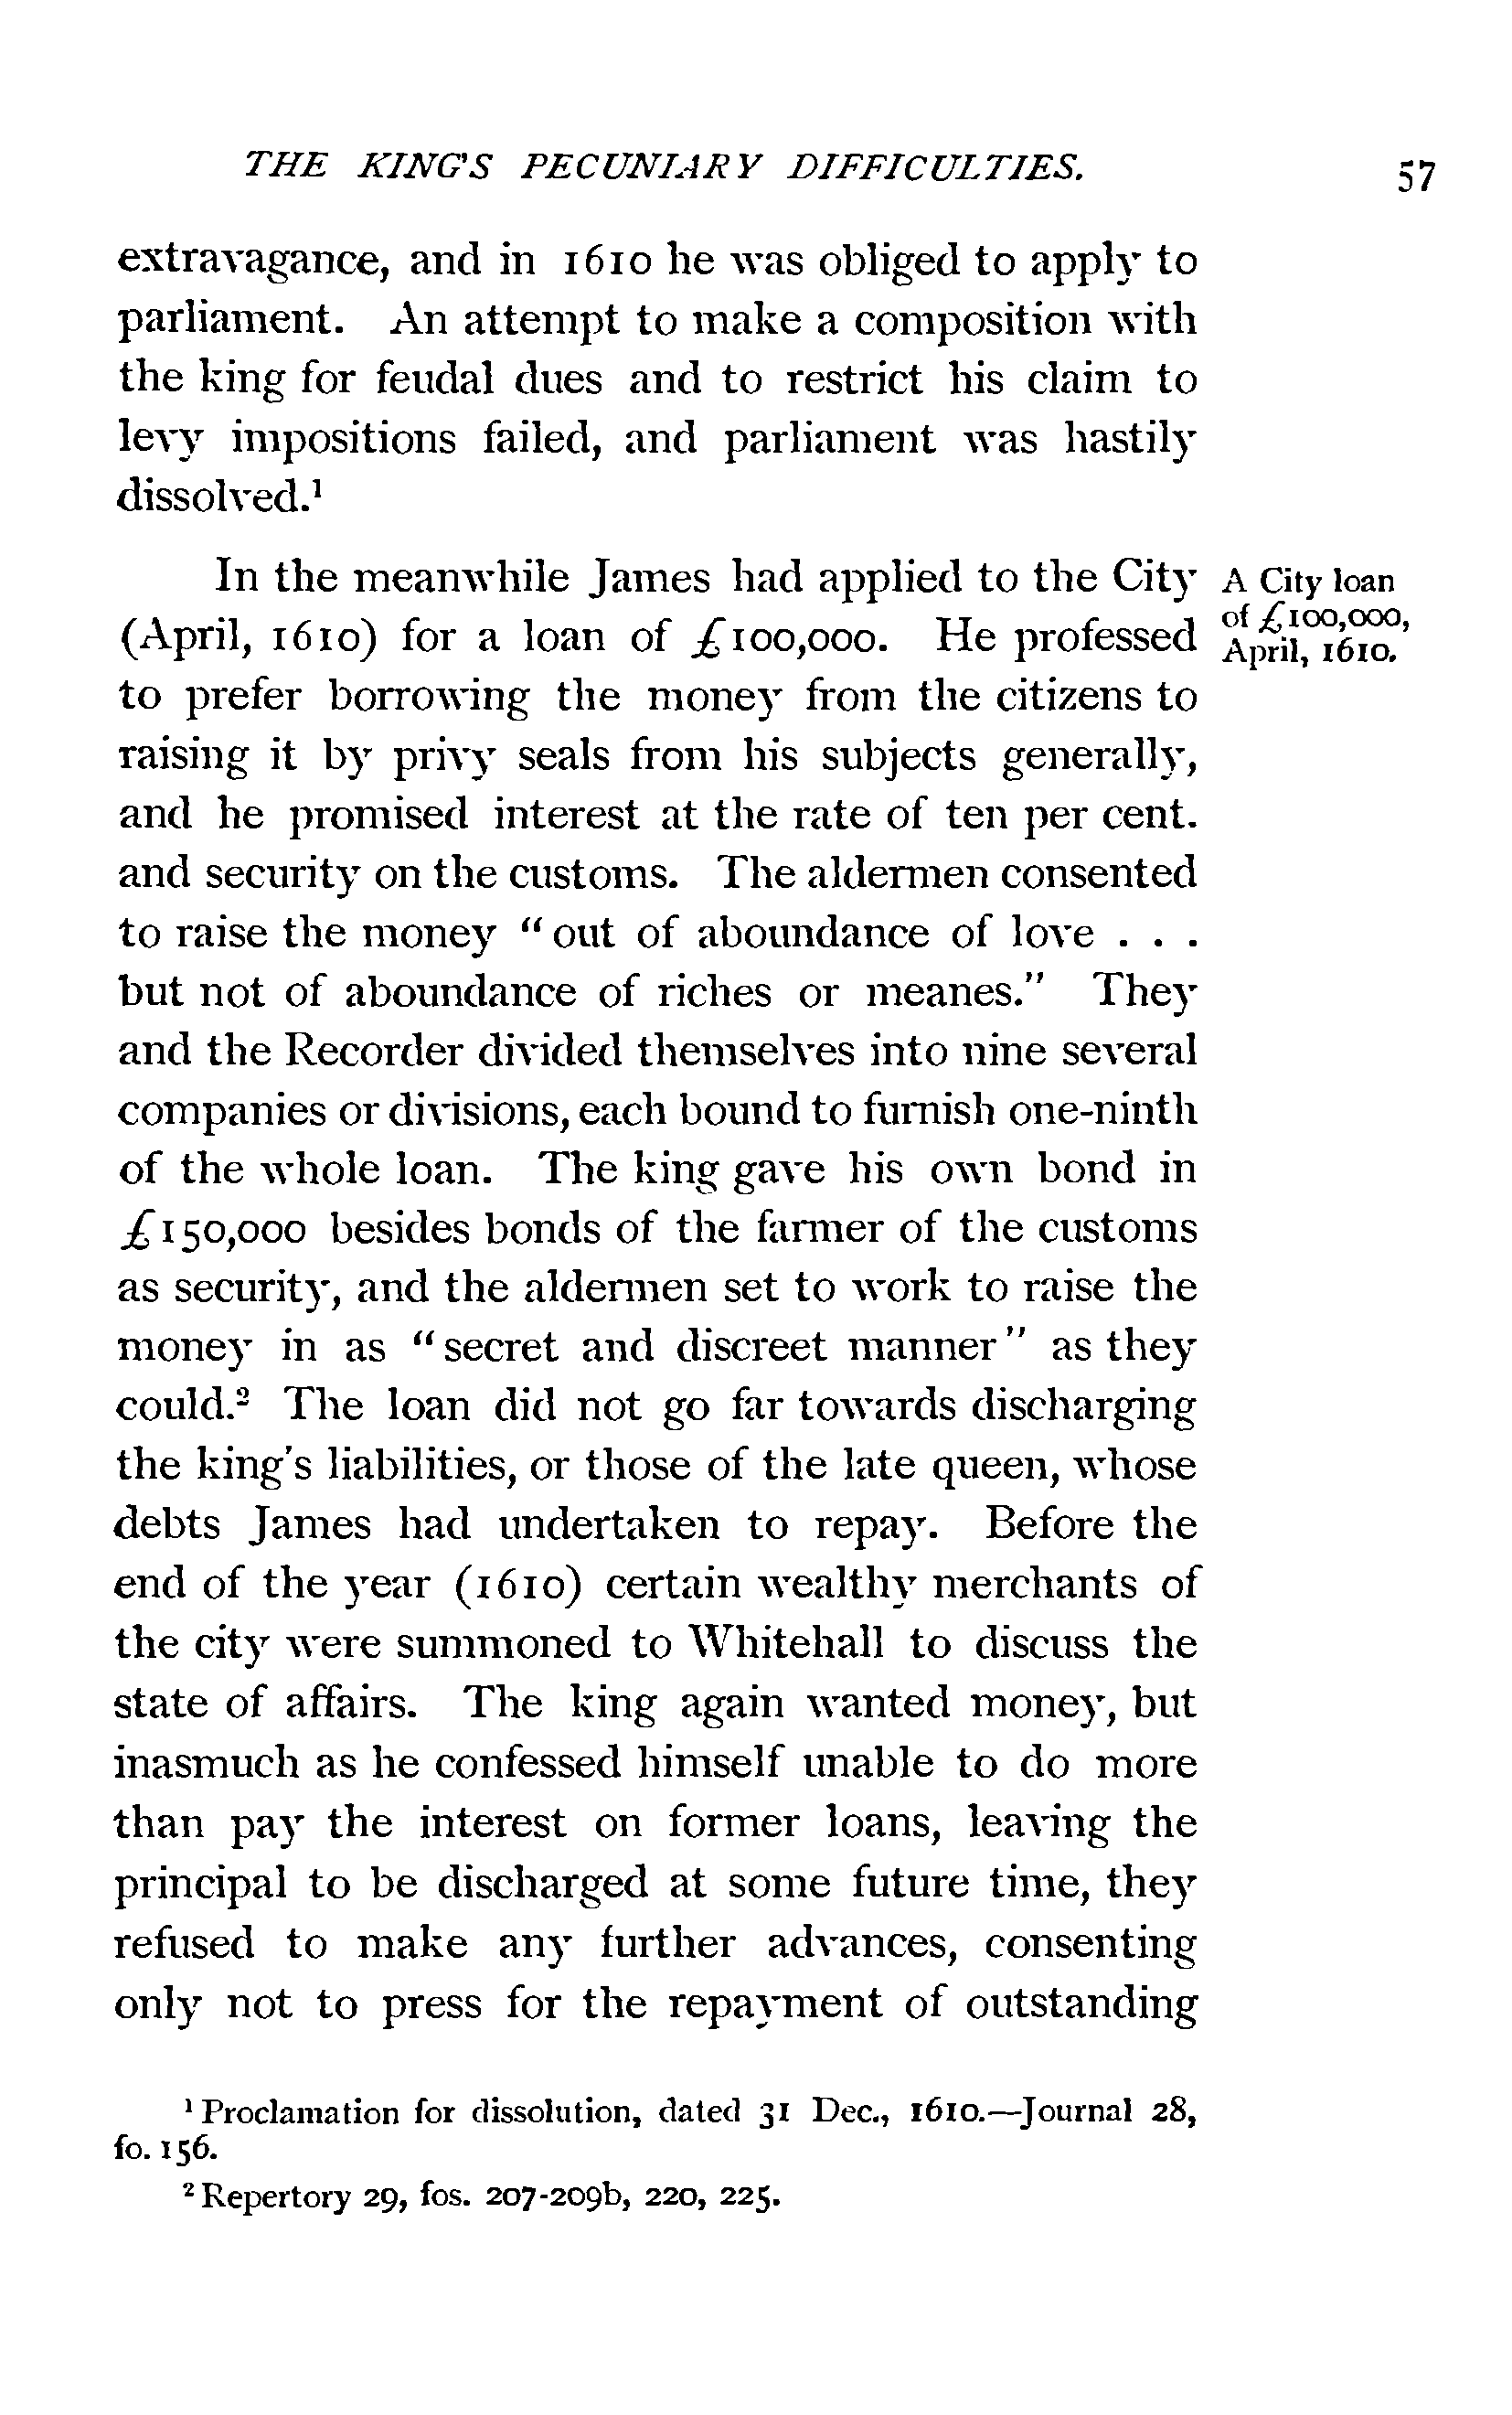 THE KING'S PECUNIARY DIFFICULTIES. 57
extravagance, and in 1610 he was obliged to apply to
parliament. An attempt to make a composition with
the king for feudal dues and to restrict his claim to
levy impositions failed, and parliament was hastily
dissolved.¹
In the meanwhile James had applied to the City
(April, 1610) for a loan of £100,000. He professed
to prefer borrowing the money from the citizens to
raising it by privy seals from his subjects generally,
and he promised interest at the rate of ten per cent.
and security on the customs. The aldermen consented
to raise the money “out of aboundance of love . . .
but not of aboundance of riches or meanes.” They
and the Recorder divided themselves into nine several
companies or divisions, each bound to furnish one-ninth
of the whole loan. The king gave his own bond in
£150,000 besides bonds of the farmer of the customs
as security, and the aldermen set to work to raise the
money in as “secret and discreet manner” as they
could.² The loan did not go far towards discharging
the king's liabilities, or those of the late queen, whose
debts James had undertaken to repay. Before the
end of the year (1610) certain wealthy merchants of
the city were summoned to Whitehall to discuss the
state of affairs. The king again wanted money, but
inasmuch as he confessed himself unable to do more
than pay the interest on former loans, leaving the
principal to be discharged at some future time, they
refused to make any further advances, consenting
only not to press for the repayment of outstanding
A City loan
of £100,000,
April, 1610.
¹ Proclamation for dissolution, dated 31 Dec., 1610.—Journal 28,
fo. 156.
² Repertory 29, fos. 207-209b, 220, 225.